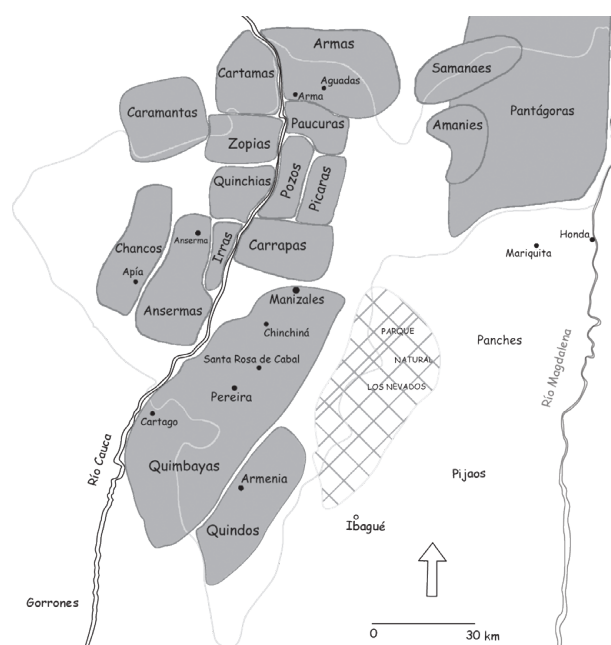 Armas
Cartamas
Aguadas
Arma
Samanaes
Pantágoras
Caramantas
Amanies
Paucuras
Zopias
Quinchias
Pozos
Picaras
Anserma
Irras
Carrapas
Chancos
Apía
Ansermas
Honda
Mariquita
Manizales
Chinchiná
PARQUE
NATURAL
LOS NEVADOS
Panches
Río Magdalena
Santa Rosa de Cabal
Pereira
Cartago
Río Cauca
Quimbayas
Armenia
Pijaos
Quindos
Ibagué
Gorrones
0 30 km